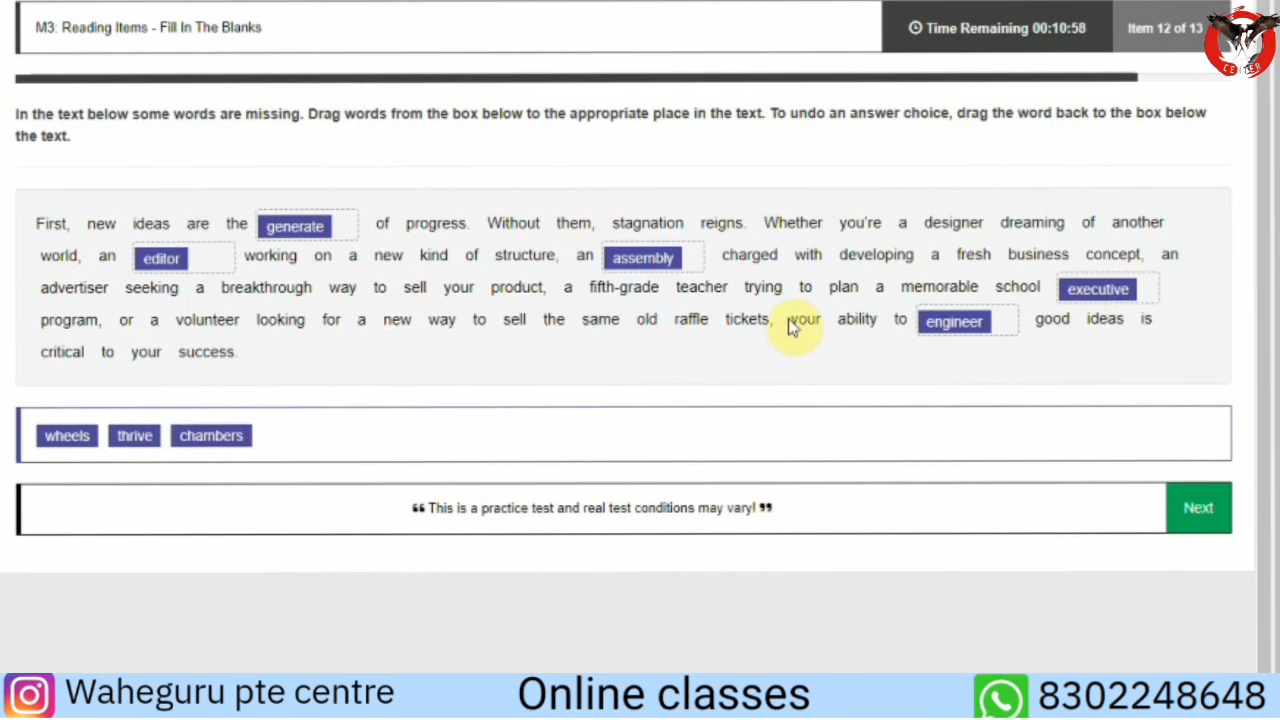 M3: Reading Items - Fill In The Blanks
Time Remaining 00:10:58
Item 12 of 13
CENTER
In the text below some words are missing. Drag words from the box below to the appropriate place in the text. To undo an answer choice, drag the word back to the box below
the text.
First, new ideas are the generate of progress. Without them, stagnation reigns. Whether you're a designer dreaming of another
world, an editor working on a new kind of structure, an assembly charged with developing a fresh business concept, an
advertiser seeking a breakthrough way to sell your product, a fifth-grade teacher trying to plan a memorable school executive
program, or a volunteer looking for a new way to sell the same old raffle tickets, your ability to engineer good ideas is
critical to your success.
wheels thrive chambers
❝ This is a practice test and real test conditions may vary! ❞
Next
Waheguru pte centre
Online classes
8302248648